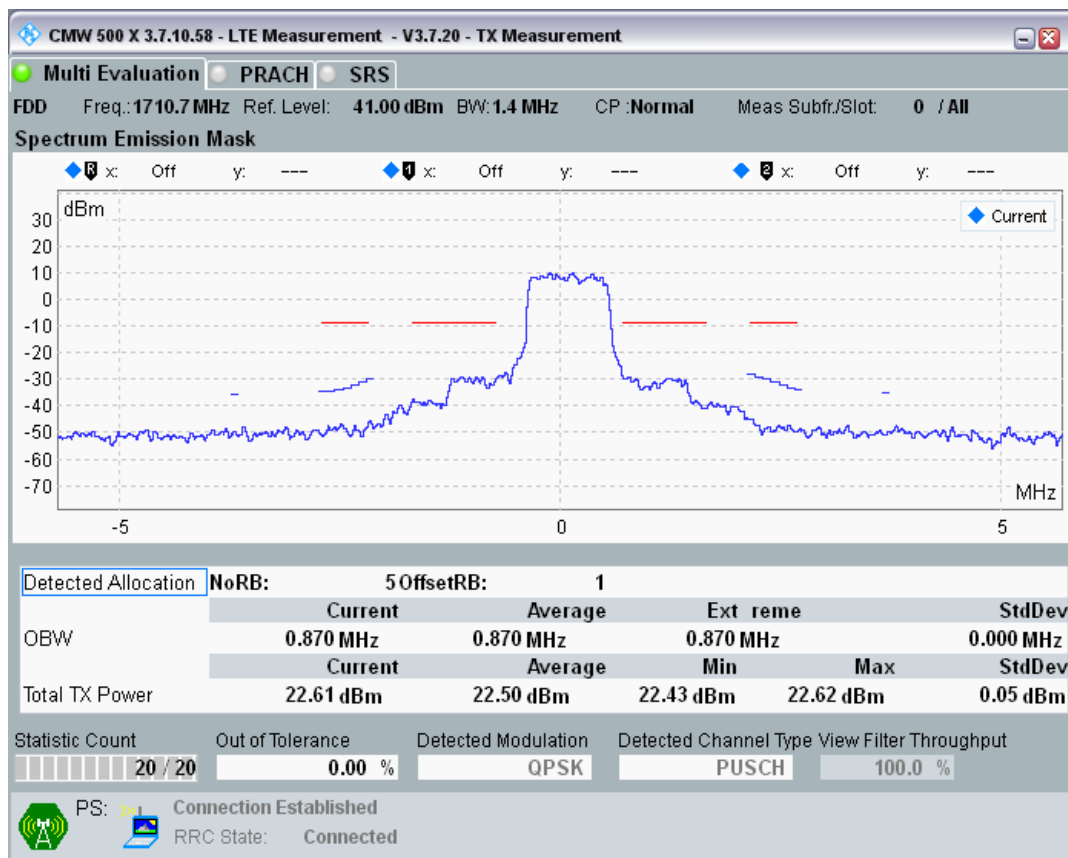 CMW 500 X 3.7.10.58 - LTE Measurement - V3.7.20 - TX Measurement
Multi Evaluation PRACH SRS
FDD Freq.:1710.7 MHz Ref. Level: 41.00 dBm BW:1.4 MHz CP :Normal Meas Subfr./Slot: 0 / All
Spectrum Emission Mask
R x: Off y: --- 1 x: Off y: --- 2 x: Off y: ---
dBm
Current
30
20
10
0
-10
-20
-30
-40
-50
-60
-70
MHz
-5 0 5
Detected Allocation NoRB: 5 OffsetRB: 1
Current Average Ext reme StdDev
OBW 0.870 MHz 0.870 MHz 0.870 MHz 0.000 MHz
Current Average Min Max StdDev
Total TX Power 22.61 dBm 22.50 dBm 22.43 dBm 22.62 dBm 0.05 dBm
Statistic Count Out of Tolerance Detected Modulation Detected Channel Type View Filter Throughput
20 / 20 0.00 % QPSK PUSCH 100.0 %
PS: Connection Established
RRC State: Connected